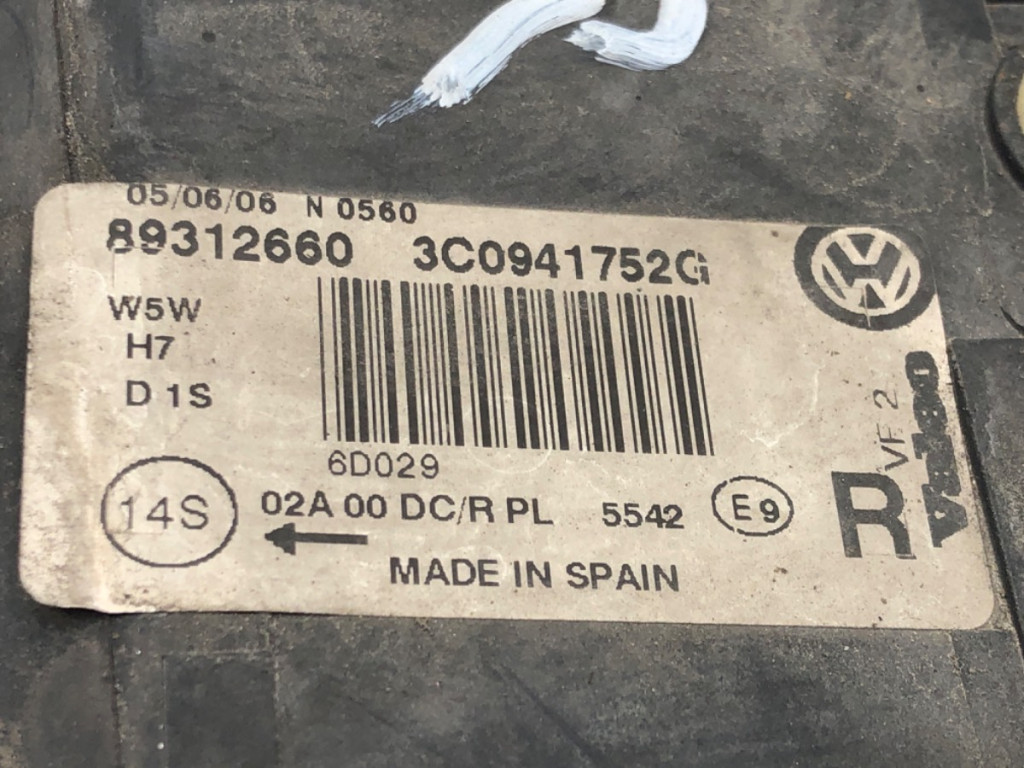 05/06/06 N 0560
89312660 3C0941752G
W5W
H7
D1S
6D029
14S
02A 00 DC/R PL 5542 E9
MADE IN SPAIN
R
VF 2
Valeo